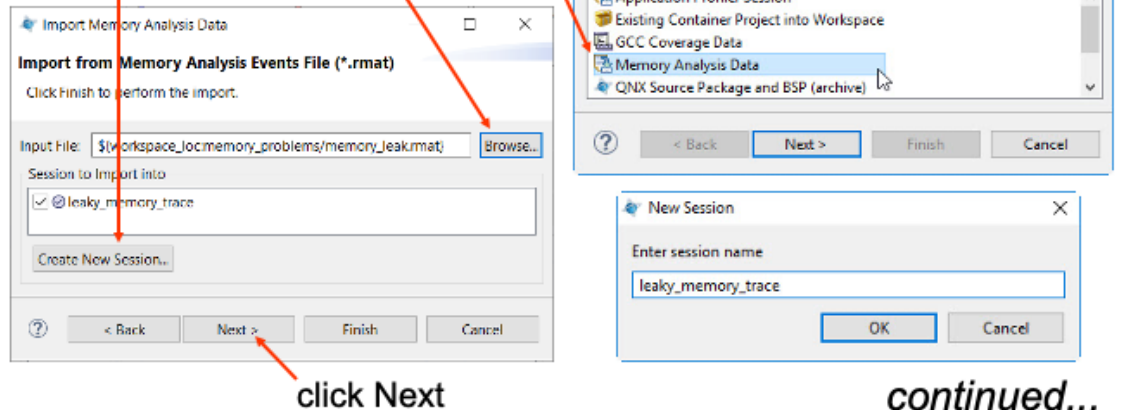 Import Memory Analysis Data
Import from Memory Analysis Events File (*.rmat)
Click Finish to perform the import.
Input File: ${workspace_loc:memory_problems/memory_leak.rmat} Browse...
Session to Import into
leaky_memory_trace
Create New Session...
< Back Next > Finish Cancel
click Next
Application Profiler Session
Existing Container Project into Workspace
GCC Coverage Data
Memory Analysis Data
QNX Source Package and BSP (archive)
< Back Next > Finish Cancel
New Session
Enter session name
leaky_memory_trace
OK Cancel
continued...